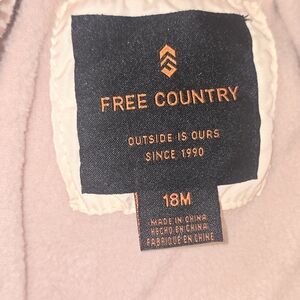 FREE COUNTRY
OUTSIDE IS OURS
SINCE 1990
18M
MADE IN CHINA
HECHO EN CHINA
FABRIQUÉ EN CHINE